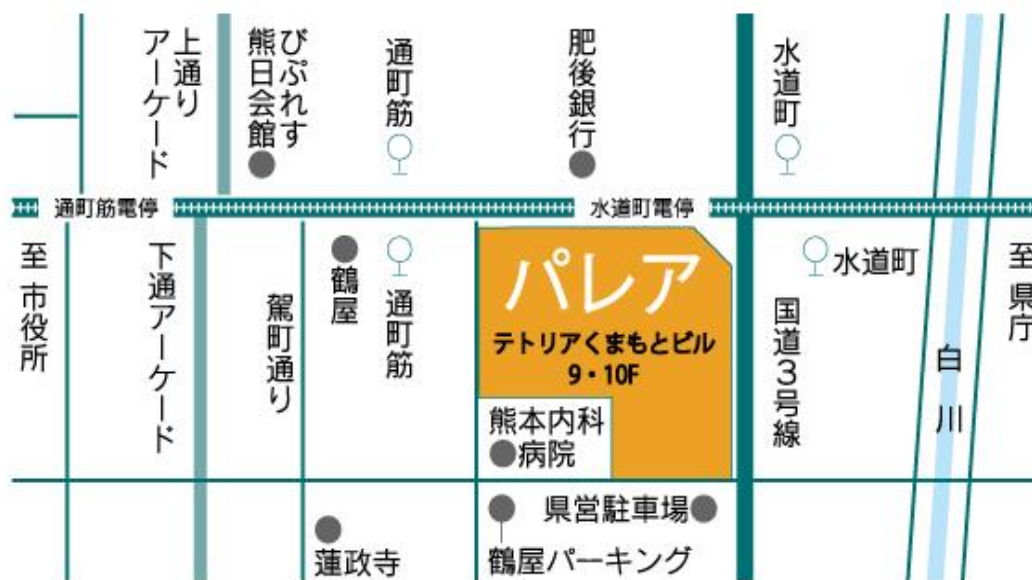 上通り
アーケード
びぷれす
熊日会館
通町筋
肥後銀行
水道町
通町筋電停
水道町電停
至 市役所
下通アーケード
駕町通り
鶴屋
通町筋
パレア
テトリアくまもとビル
9・10F
熊本内科
病院
国道3号線
水道町
白川
至 県庁
蓮政寺
県営駐車場
鶴屋パーキング